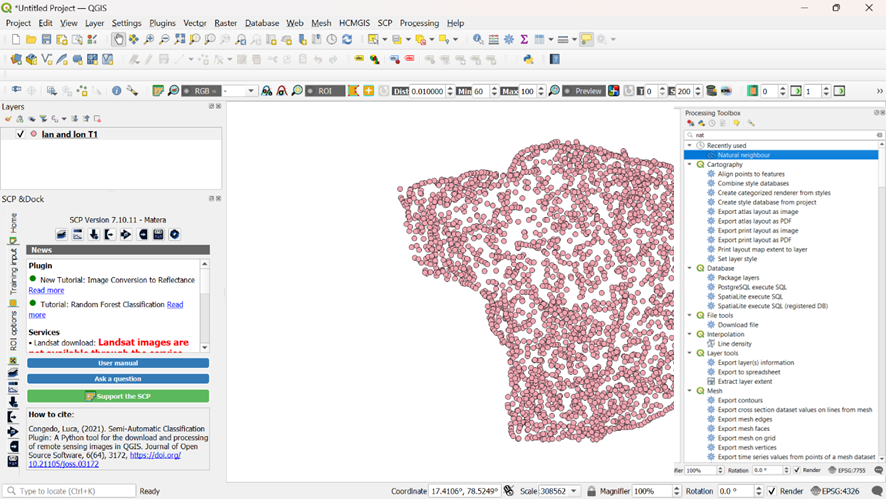 *Untitled Project — QGIS
Project Edit View Layer Settings Plugins Vector Raster Database Web Mesh HCMGIS SCP Processing Help
RGB = - ROI Dist 0.010000 Min 60 Max 100 Preview T 0 S 200 0 1
Layers
lan and lon T1
SCP &Dock
SCP Version 7.10.11 - Matera
News
Plugin
New Tutorial: Image Conversion to Reflectance
Read more
Tutorial: Random Forest Classification Read
more
Services
• Landsat download: Landsat images are
User manual
Ask a question
Support the SCP
How to cite:
Congedo, Luca, (2021). Semi-Automatic Classification
Plugin: A Python tool for the download and processing
of remote sensing images in QGIS. Journal of Open
Source Software, 6(64), 3172, https://doi.org/
10.21105/joss.03172
Home
Training input
ROI options
Processing Toolbox
nat
Recently used
Natural neighbour
Cartography
Align points to features
Combine style databases
Create categorized renderer from styles
Create style database from project
Export atlas layout as image
Export atlas layout as PDF
Export print layout as image
Export print layout as PDF
Print layout map extent to layer
Set layer style
Database
Package layers
PostgreSQL execute SQL
SpatiaLite execute SQL
SpatiaLite execute SQL (registered DB)
File tools
Download file
Interpolation
Line density
Layer tools
Export layer(s) information
Export to spreadsheet
Extract layer extent
Mesh
Export contours
Export cross section dataset values on lines from mesh
Export mesh edges
Export mesh faces
Export mesh on grid
Export mesh vertices
Export time series values from points of a mesh dataset
ifier 100% Rotation 0.0 ° Render EPSG:7755
Type to locate (Ctrl+K) Ready Coordinate 17.4106°, 78.5249° Scale 308562 Magnifier 100% Rotation 0.0 ° Render EPSG:4326